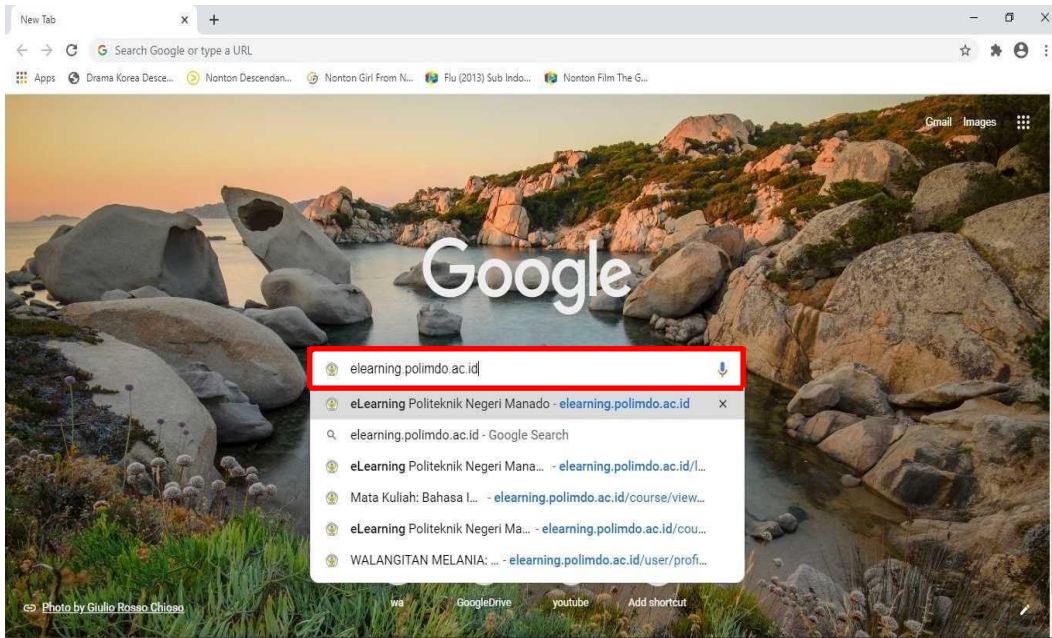 New Tab
Search Google or type a URL
Apps Drama Korea Desce... Nonton Descendan... Nonton Girl From N... Flu (2013) Sub Indo... Nonton Film The G...
Gmail Images
Google
elearning.polimdo.ac.id
eLearning Politeknik Negeri Manado - elearning.polimdo.ac.id
elearning.polimdo.ac.id - Google Search
eLearning Politeknik Negeri Mana... - elearning.polimdo.ac.id/l...
Mata Kuliah: Bahasa I... - elearning.polimdo.ac.id/course/view...
eLearning Politeknik Negeri Ma... - elearning.polimdo.ac.id/cou...
WALANGITAN MELANIA: ... - elearning.polimdo.ac.id/user/profi...
wa GoogleDrive youtube Add shortcut
Photo by Giulio Rosso Chioso